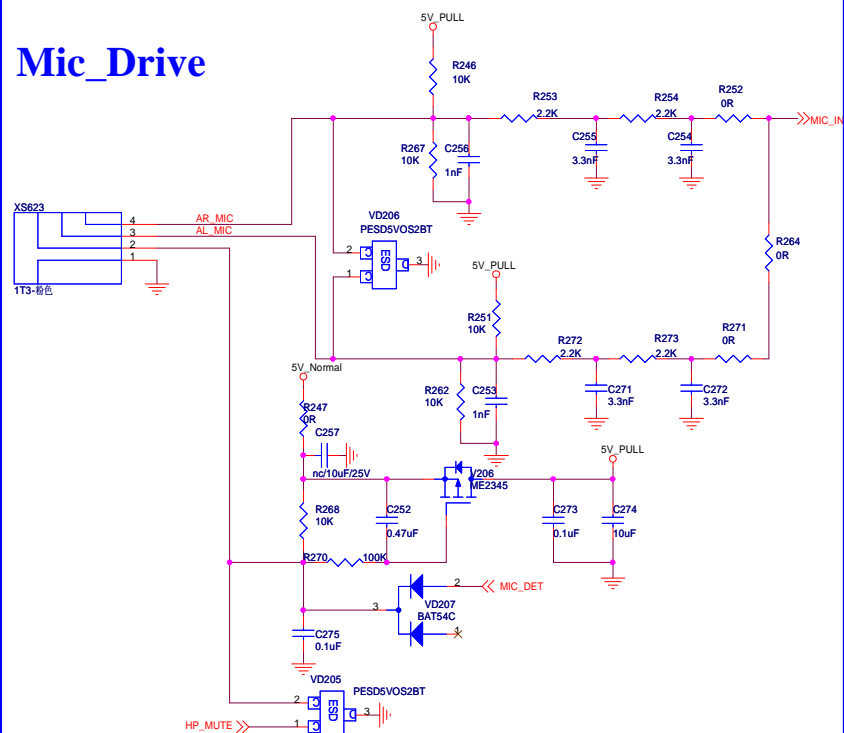 Mic_Drive
5V_PULL
R246
10K
R253
2.2K
R254
2.2K
R252
0R
MIC_IN
R267
10K
C256
1nF
C255
3.3nF
C254
3.3nF
XS623
4
3
2
1
AR_MIC
AL_MIC
1T3-粉色
VD206
PESD5VOS2BT
2
1
3
C
C
D
ESD
R264
0R
5V_PULL
R251
10K
R272
2.2K
R273
2.2K
R271
0R
5V_Normal
R247
0R
R262
10K
C253
1nF
C271
3.3nF
C272
3.3nF
C257
nc/10uF/25V
5V_PULL
V206
ME2345
R268
10K
C252
0.47uF
C273
0.1uF
C274
10uF
R270
100K
2
MIC_DET
3
VD207
BAT54C
1
C275
0.1uF
VD205
PESD5VOS2BT
2
1
3
C
C
D
ESD
HP_MUTE